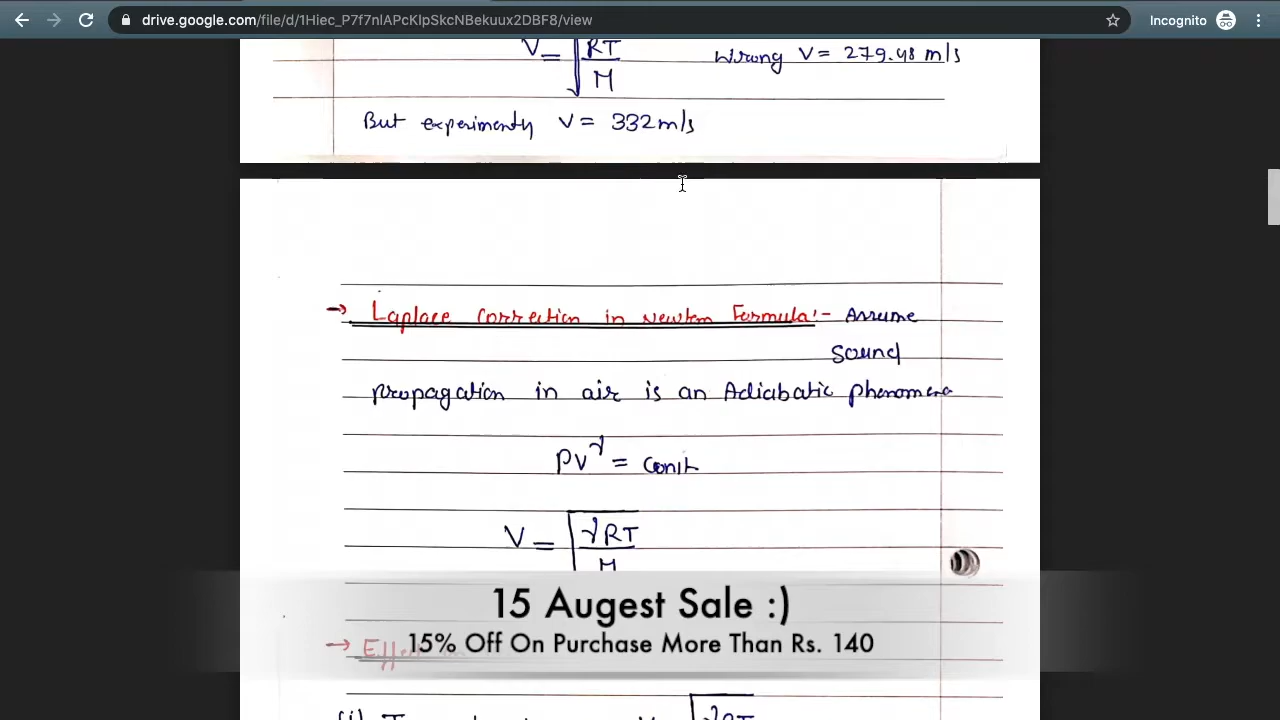 drive.google.com/file/d/1Hiec_P7f7nlAPcKlpSkcNBekuux2DBF8/view
Incognito
V = √RT/M wrong V = 279.48 m/s
But experimenty V = 332 m/s
→ Laplace correction in Newton Formula:- Assume
Sound
propagation in air is an Adiabatic phenomena
PV^γ = const
V = √γRT/M
15 Augest Sale :)
15% Off On Purchase More Than Rs. 140
→
(i)